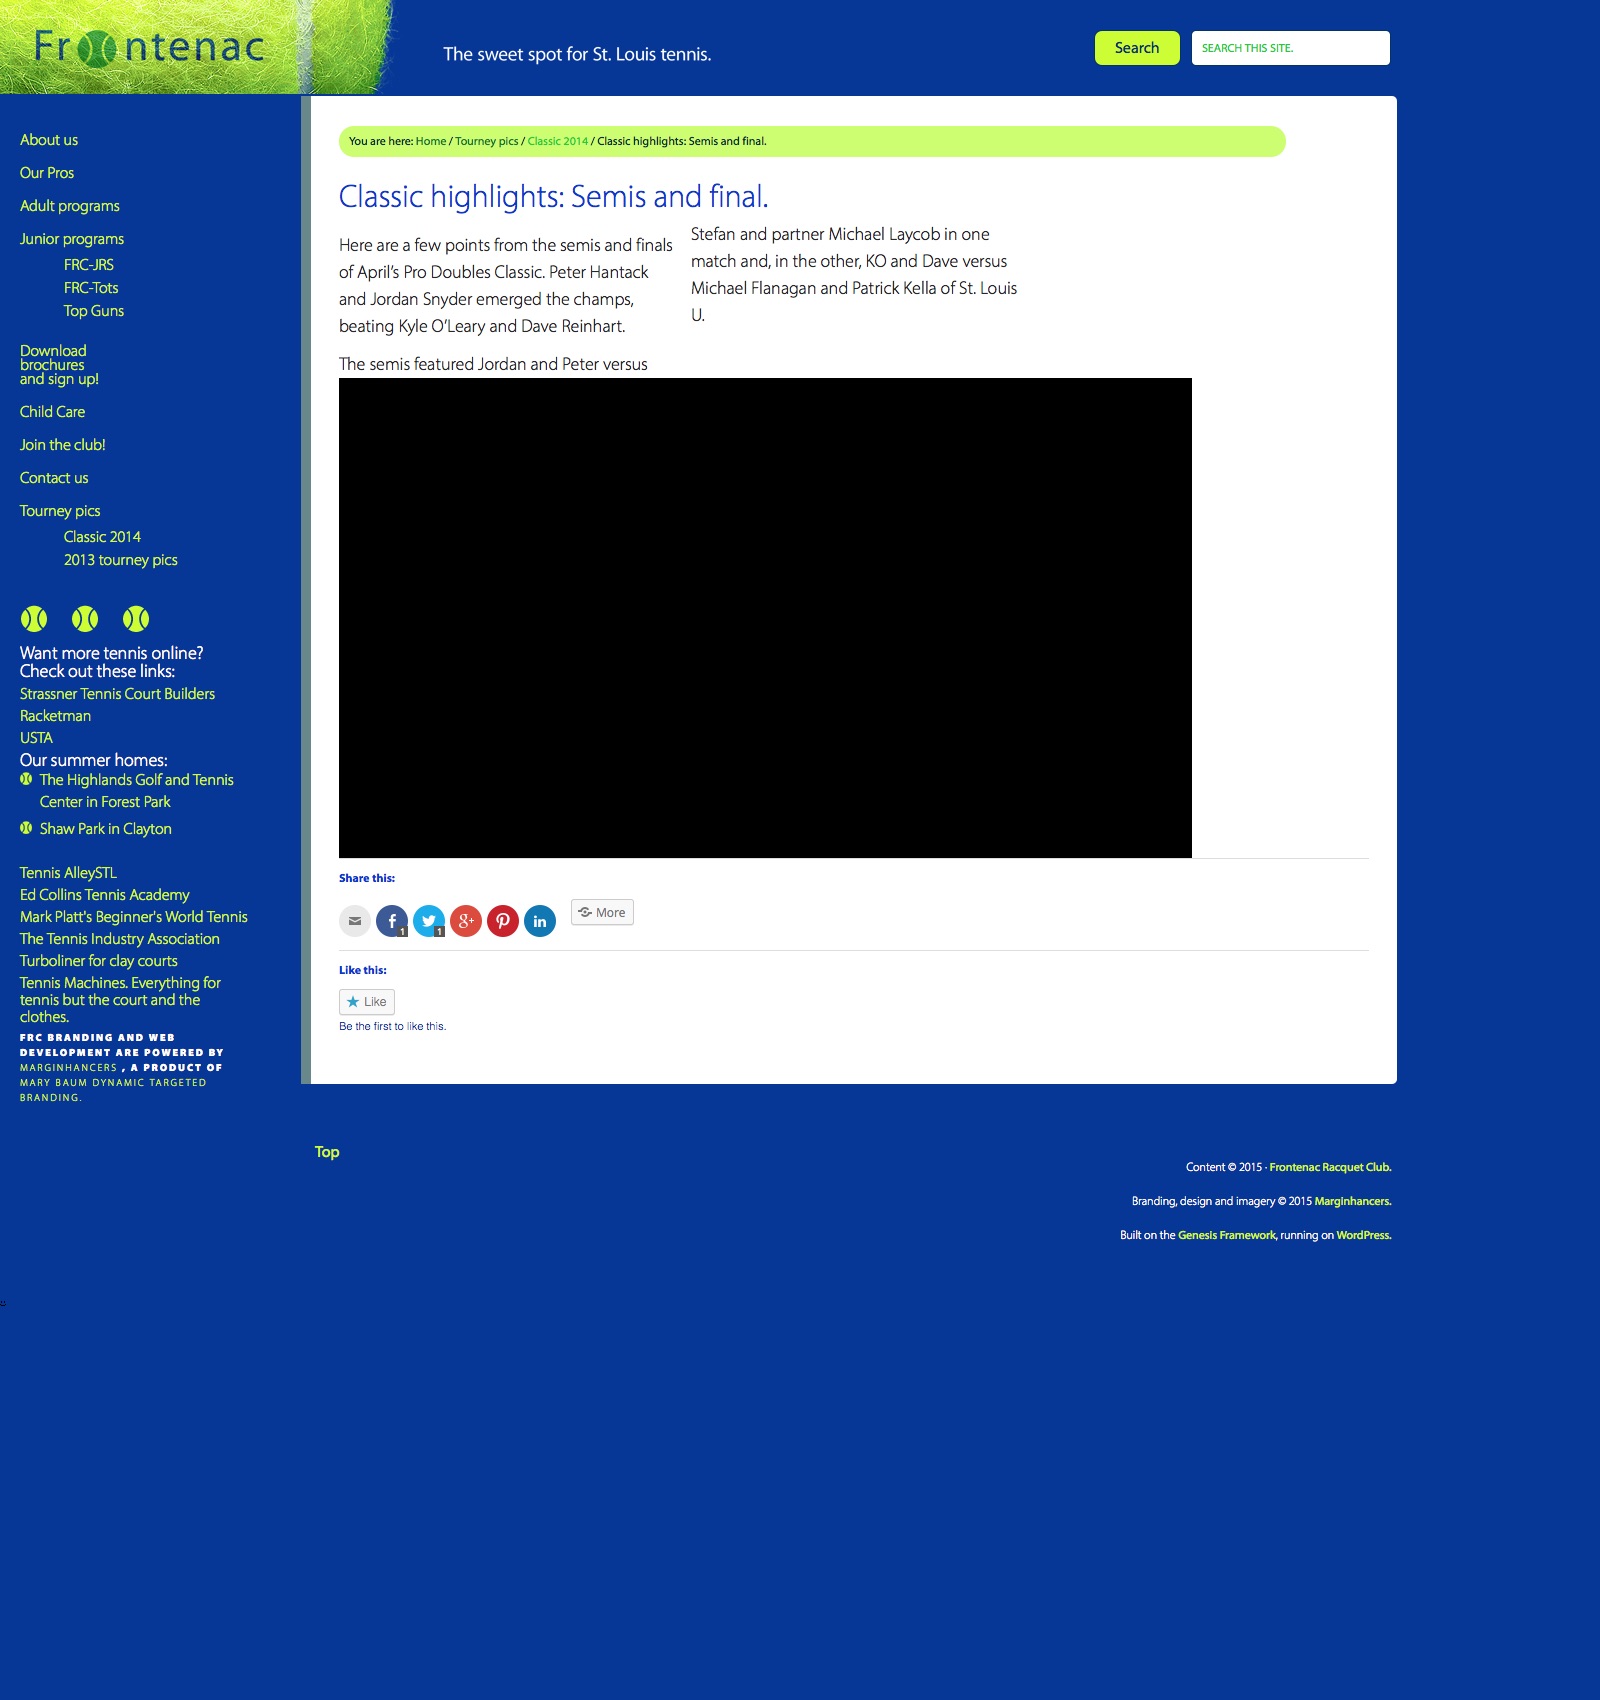 Frontenac
The sweet spot for St. Louis tennis.
Search
SEARCH THIS SITE.
About us
Our Pros
Adult programs
Junior programs
FRC-JRS
FRC-Tots
Top Guns
Download
brochures
and sign up!
Child Care
Join the club!
Contact us
Tourney pics
Classic 2014
2013 tourney pics
Want more tennis online?
Check out these links:
Strassner Tennis Court Builders
Racketman
USTA
Our summer homes:
The Highlands Golf and Tennis
Center in Forest Park
Shaw Park in Clayton
Tennis AlleySTL
Ed Collins Tennis Academy
Mark Platt's Beginner's World Tennis
The Tennis Industry Association
Turboliner for clay courts
Tennis Machines. Everything for
tennis but the court and the
clothes.
FRC BRANDING AND WEB
DEVELOPMENT ARE POWERED BY
MARGINHANCERS , A PRODUCT OF
MARY BAUM DYNAMIC TARGETED
BRANDING.
You are here: Home / Tourney pics / Classic 2014 / Classic highlights: Semis and final.
Classic highlights: Semis and final.
Here are a few points from the semis and finals
of April’s Pro Doubles Classic. Peter Hantack
and Jordan Snyder emerged the champs,
beating Kyle O’Leary and Dave Reinhart.
The semis featured Jordan and Peter versus
Stefan and partner Michael Laycob in one
match and, in the other, KO and Dave versus
Michael Flanagan and Patrick Kella of St. Louis
U.
Share this:
1
1
More
Like this:
Like
Be the first to like this.
Top
Content © 2015 · Frontenac Racquet Club.
Branding, design and imagery © 2015 Marginhancers.
Built on the Genesis Framework, running on WordPress.